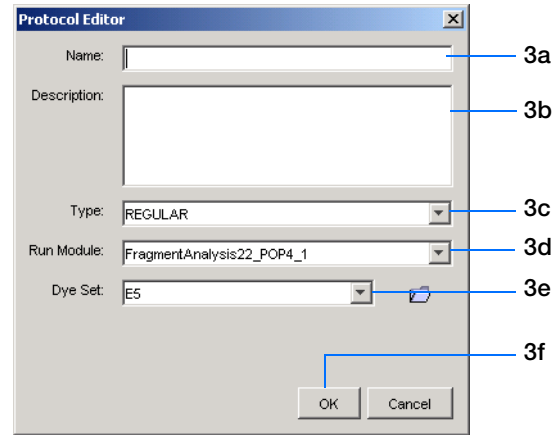 Protocol Editor
Name: 3a
Description: 3b
Type: REGULAR 3c
Run Module: FragmentAnalysis22_POP4_1 3d
Dye Set: E5 3e
3f
OK Cancel